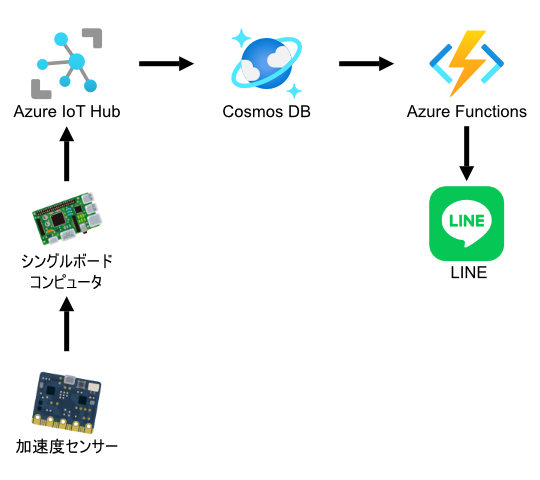 Azure IoT Hub
Cosmos DB
Azure Functions
LINE
LINE
シングルボード
コンピュータ
加速度センサー